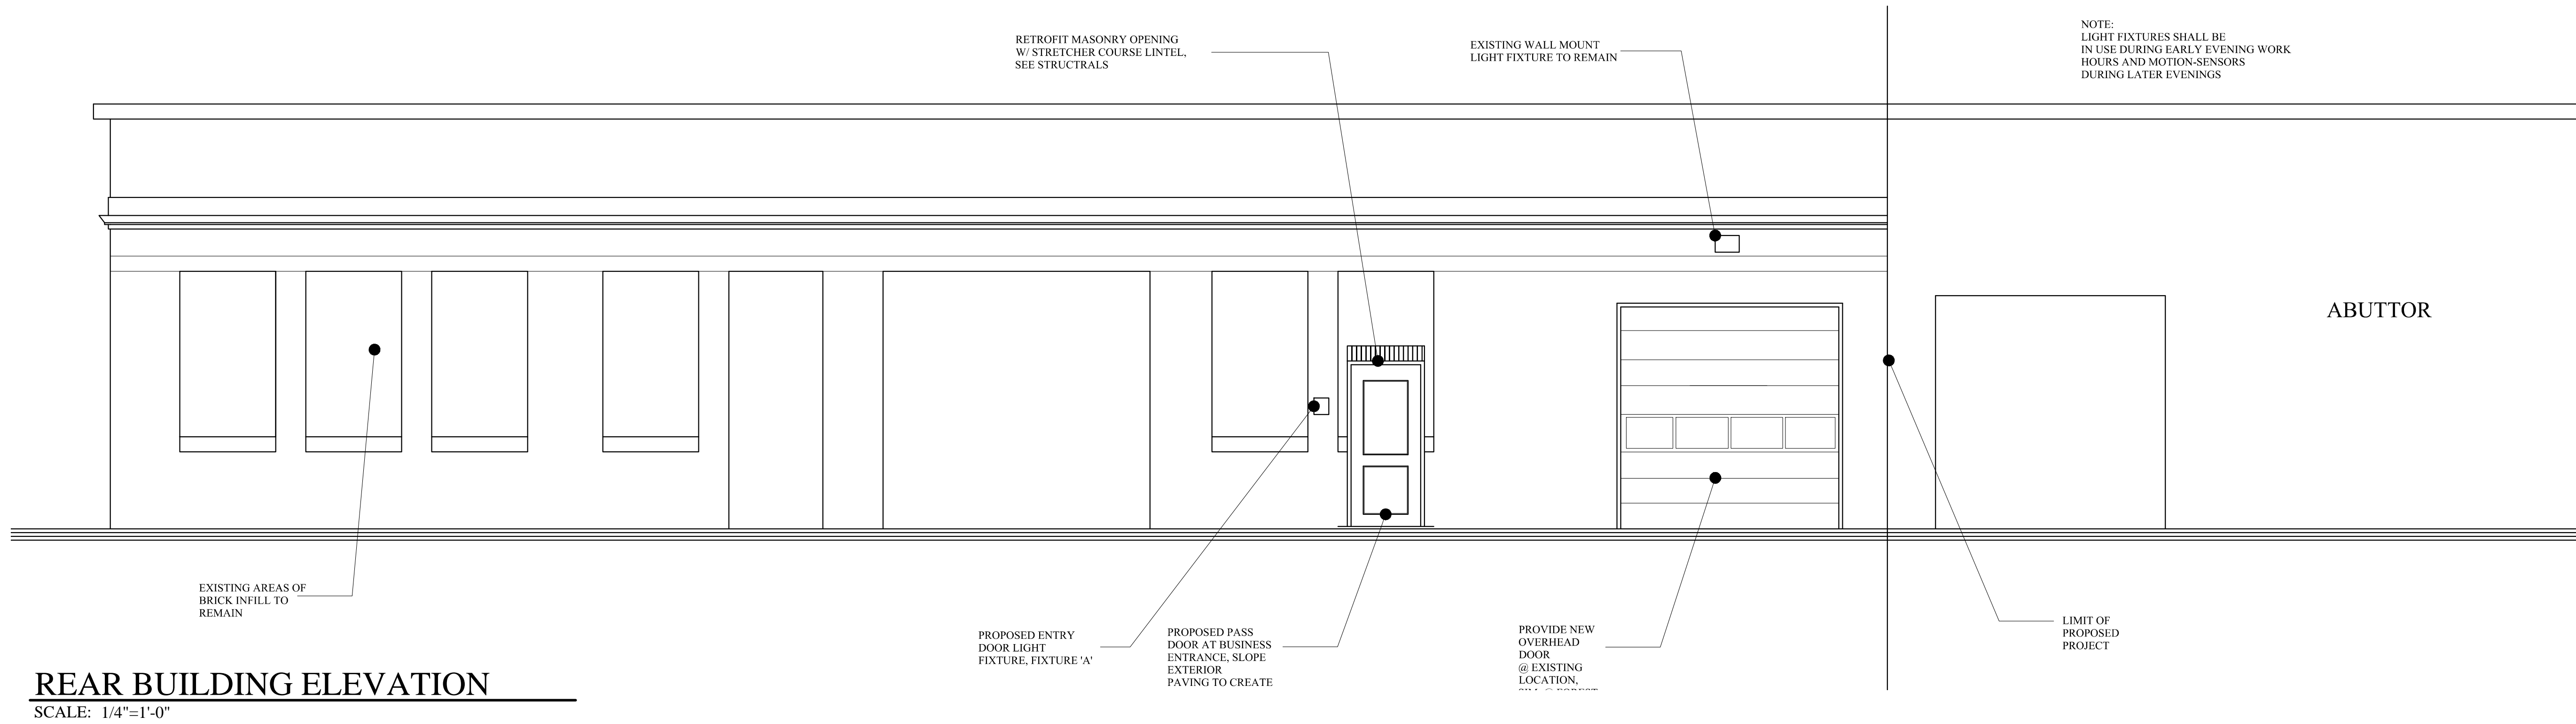 RETROFIT MASONRY OPENING
W/ STRETCHER COURSE LINTEL,
SEE STRUCTRALS
EXISTING WALL MOUNT
LIGHT FIXTURE TO REMAIN
NOTE:
LIGHT FIXTURES SHALL BE
IN USE DURING EARLY EVENING WORK
HOURS AND MOTION-SENSORS
DURING LATER EVENINGS
ABUTTOR
EXISTING AREAS OF
BRICK INFILL TO
REMAIN
PROPOSED ENTRY
DOOR LIGHT
FIXTURE, FIXTURE 'A'
PROPOSED PASS
DOOR AT BUSINESS
ENTRANCE, SLOPE
EXTERIOR
PAVING TO CREATE
PROVIDE NEW
OVERHEAD
DOOR
@ EXISTING
LOCATION,
LIMIT OF
PROPOSED
PROJECT
REAR BUILDING ELEVATION
SCALE: 1/4"=1'-0"